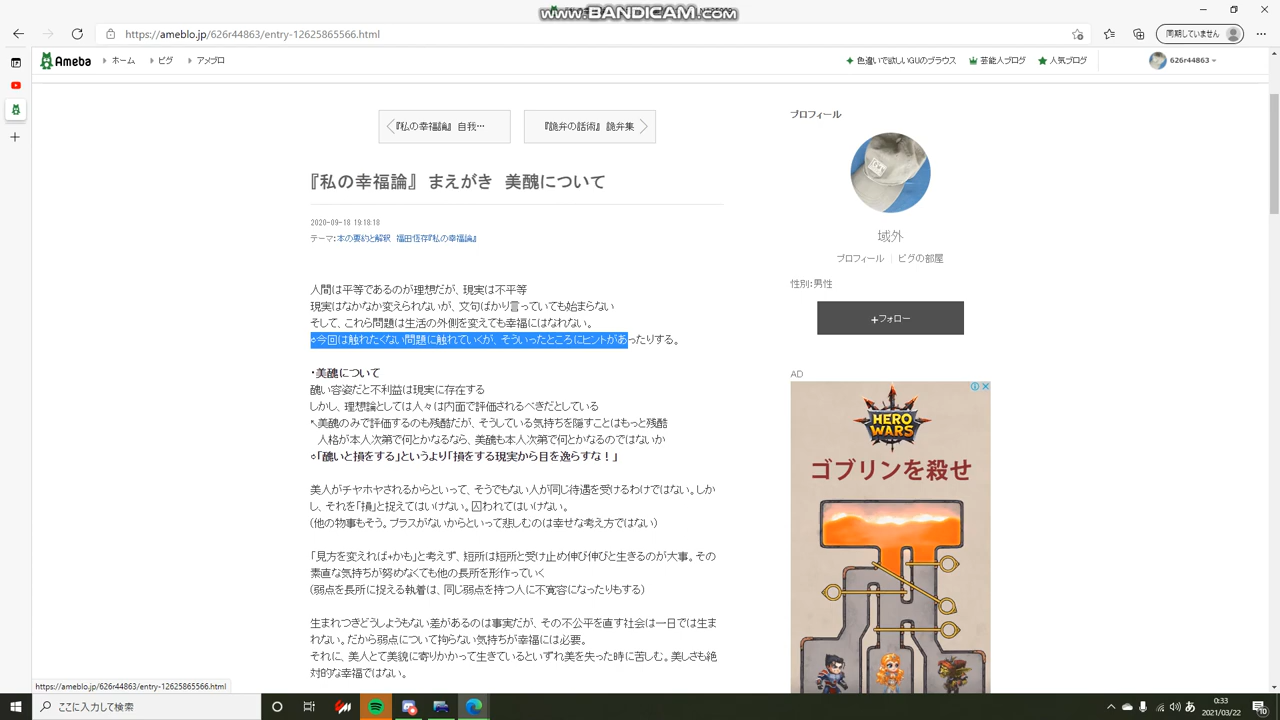 www.BANDICAM.com
https://ameblo.jp/626r44863/entry-12625865566.html
同期していません
Ameba
ホーム
ピグ
アメブロ
色違いで欲しいGUのブラウス
芸能人ブログ
人気ブログ
626r44863
『私の幸福論』 自我…
『詭弁の話術』 詭弁集
『私の幸福論』 まえがき 美醜について
2020-09-18 19:18:18
テーマ:本の要約と解釈 福田恆存『私の幸福論』
人間は平等であるのが理想だが、現実は不平等
現実はなかなか変えられないが、文句ばかり言っていても始まらない
そして、これら問題は生活の外側を変えても幸福にはなれない。
⇨今回は触れたくない問題に触れていくが、そういったところにヒントがあったりする。
・美醜について
醜い容姿だと不利益は現実に存在する
しかし、理想論としては人々は内面で評価されるべきだとしている
↖美醜のみで評価するのも残酷だが、そうしている気持ちを隠すことはもっと残酷
人格が本人次第で何とかなるなら、美醜も本人次第で何とかなるのではないか
⇨「醜いと損をする」というより「損をする現実から目を逸らすな！」
美人がチヤホヤされるからといって、そうでもない人が同じ待遇を受けるわけではない。しか
し、それを「損」と捉えてはいけない。囚われてはいけない。
(他の物事もそう。プラスがないからといって悲しむのは幸せな考え方ではない)
「見方を変えれば+かも」と考えず、短所は短所と受け止め伸び伸びと生きるのが大事。その
素直な気持ちが努めなくても他の長所を形作っていく
(弱点を長所に捉える執着は、同じ弱点を持つ人に不寛容になったりもする)
生まれつきどうしようもない差があるのは事実だが、その不公平を直す社会は一日では生ま
れない。だから弱点について拘らない気持ちが幸福には必要。
それに、美人とて美貌に寄りかかって生きているといずれ美を失った時に苦しむ。美しさも絶
対的な幸福ではない。
プロフィール
域外
プロフィール
ピグの部屋
性別:男性
+フォロー
AD
HERO WARS
ゴブリンを殺せ
https://ameblo.jp/626r44863/entry-12625865566.html
ここに入力して検索
あ
0:33
2021/03/22
10